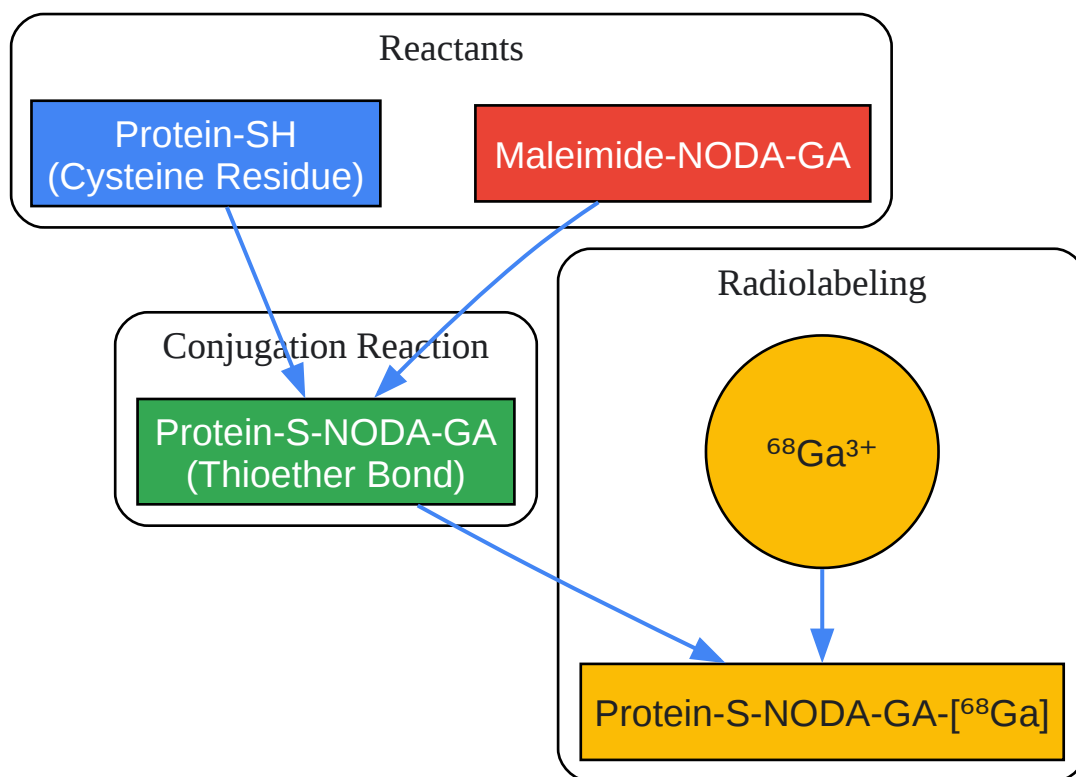 Reactants
Protein-SH
(Cysteine Residue)
Maleimide-NODA-GA
Radiolabeling
Conjugation Reaction
Protein-S-NODA-GA
(Thioether Bond)
⁶⁸Ga³⁺
Protein-S-NODA-GA-[⁶⁸Ga]